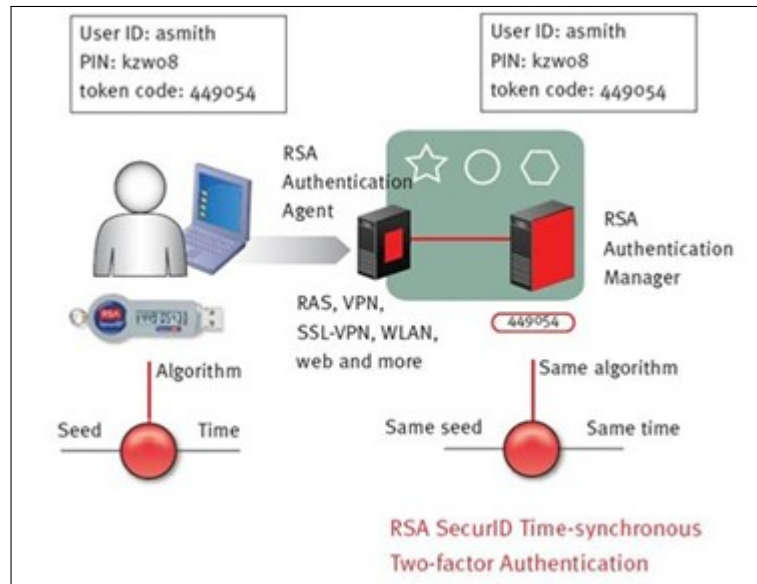 User ID: asmith
PIN: kzwo8
token code: 449054
User ID: asmith
PIN: kzwo8
token code: 449054
RSA
Authentication
Agent
RSA
Authentication
Manager
RSA
RAS, VPN,
SSL-VPN, WLAN,
web and more
449054
Algorithm
Seed
Time
Same algorithm
Same seed
Same time
RSA SecurID Time-synchronous
Two-factor Authentication